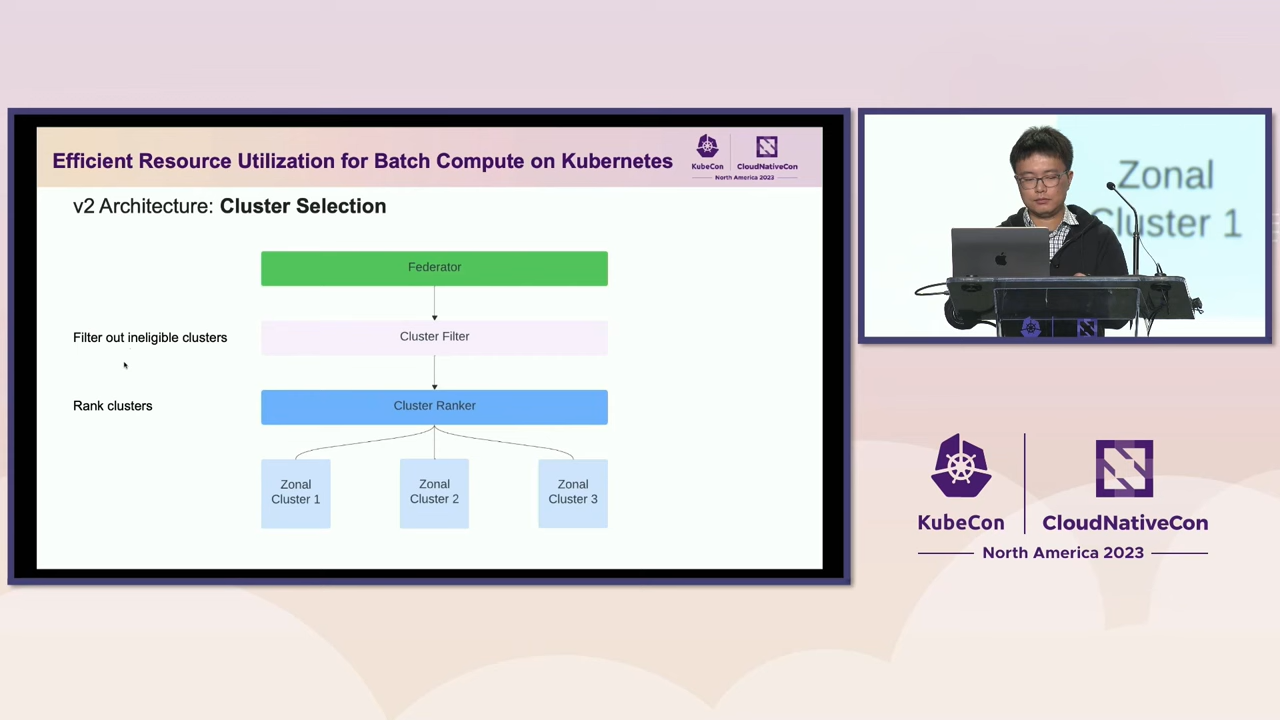 Efficient Resource Utilization for Batch Compute on Kubernetes
KubeCon
CloudNativeCon
North America 2023
v2 Architecture: Cluster Selection
Federator
Filter out ineligible clusters
Cluster Filter
Rank clusters
Cluster Ranker
Zonal
Cluster 1
Zonal
Cluster 2
Zonal
Cluster 3
Zonal
Cluster 1
KubeCon
CloudNativeCon
North America 2023